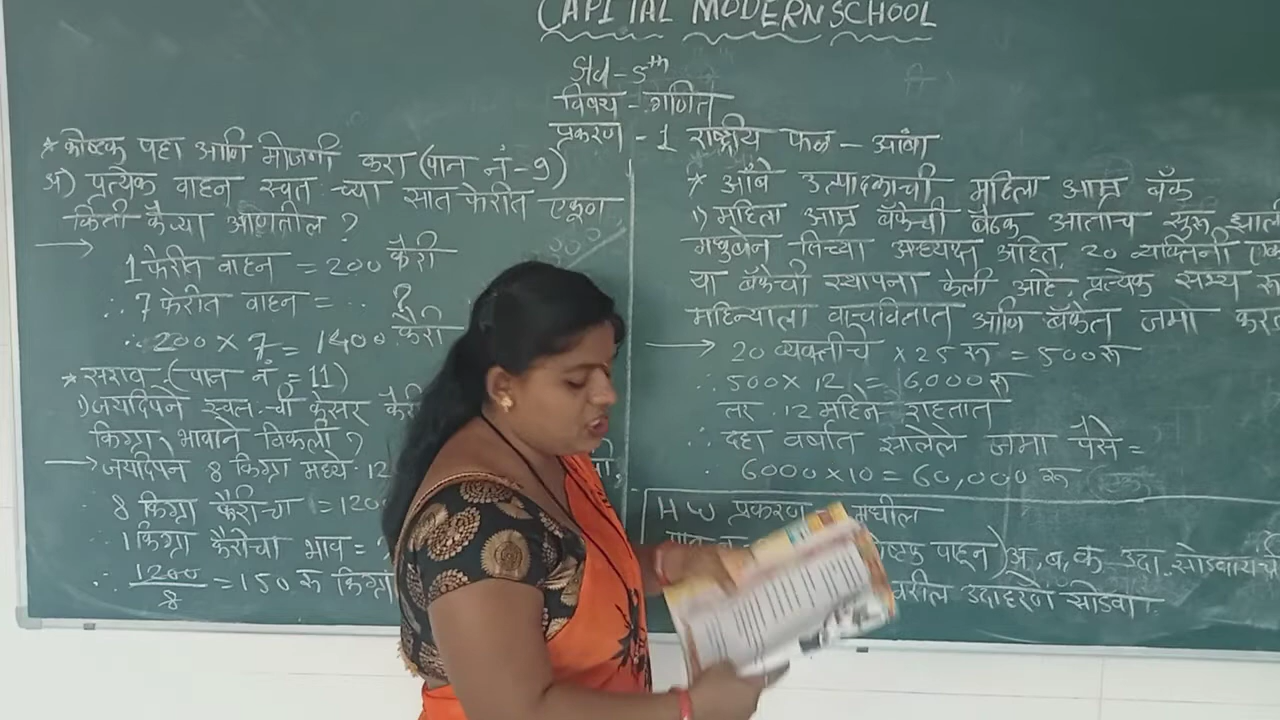 CAPITAL MODERN SCHOOL
Std - 5th
विषय - गणित
प्रकरण - 1 राष्ट्रीय फळ - आंबा
* कोष्टक पहा आणि मोजणी करा (पान नं - 9)
अ) प्रत्येक वाहन स्वत:च्या सात फेरीत एकूण
किती कैऱ्या आणतील ?
→ 1 फेरीत वाहन = 200 कैरी
∴ 7 फेरीत वाहन = .. ?
∴ 200 x 7 = 1400 कैरी
* सराव (पान नं = 11)
1) जयदिपने स्वत:ची केसर
किग्रा भावाने विकली ?
→ जयदिपने 8 किग्रा मध्ये 12
8 किग्रा कैरीचा = 120
∴ 1 किग्रा कैरीचा भाव =
∴ 1200/8 = 150 रू किग्रा
* आंबे उत्पादकाची महिला आम्र बँक
1) महिला आम्र बँकेची बैठक आताच सुरू
मधुबेन तिच्या अध्यक्ष आहेत, 20 व्यक्तिनी
या बँकेची स्थापना केली आहे. प्रत्येक सभ्य
महिन्याला वाचवितात आणि बँकेत जमा
→ 20 व्यक्तीचे x 25 रू = 500 रू
∴ 500 x 12 = 6,000 रू
तर 12 महिने राहतात
∴ दहा वर्षात झालेले जमा पैसे =
∴ 6000 x 10 = 60,000 रू
HW प्रकरण मधील
पाहून) अ, ब, क उदा. सोडवायचे
वरील उदाहरणे सोडवा.